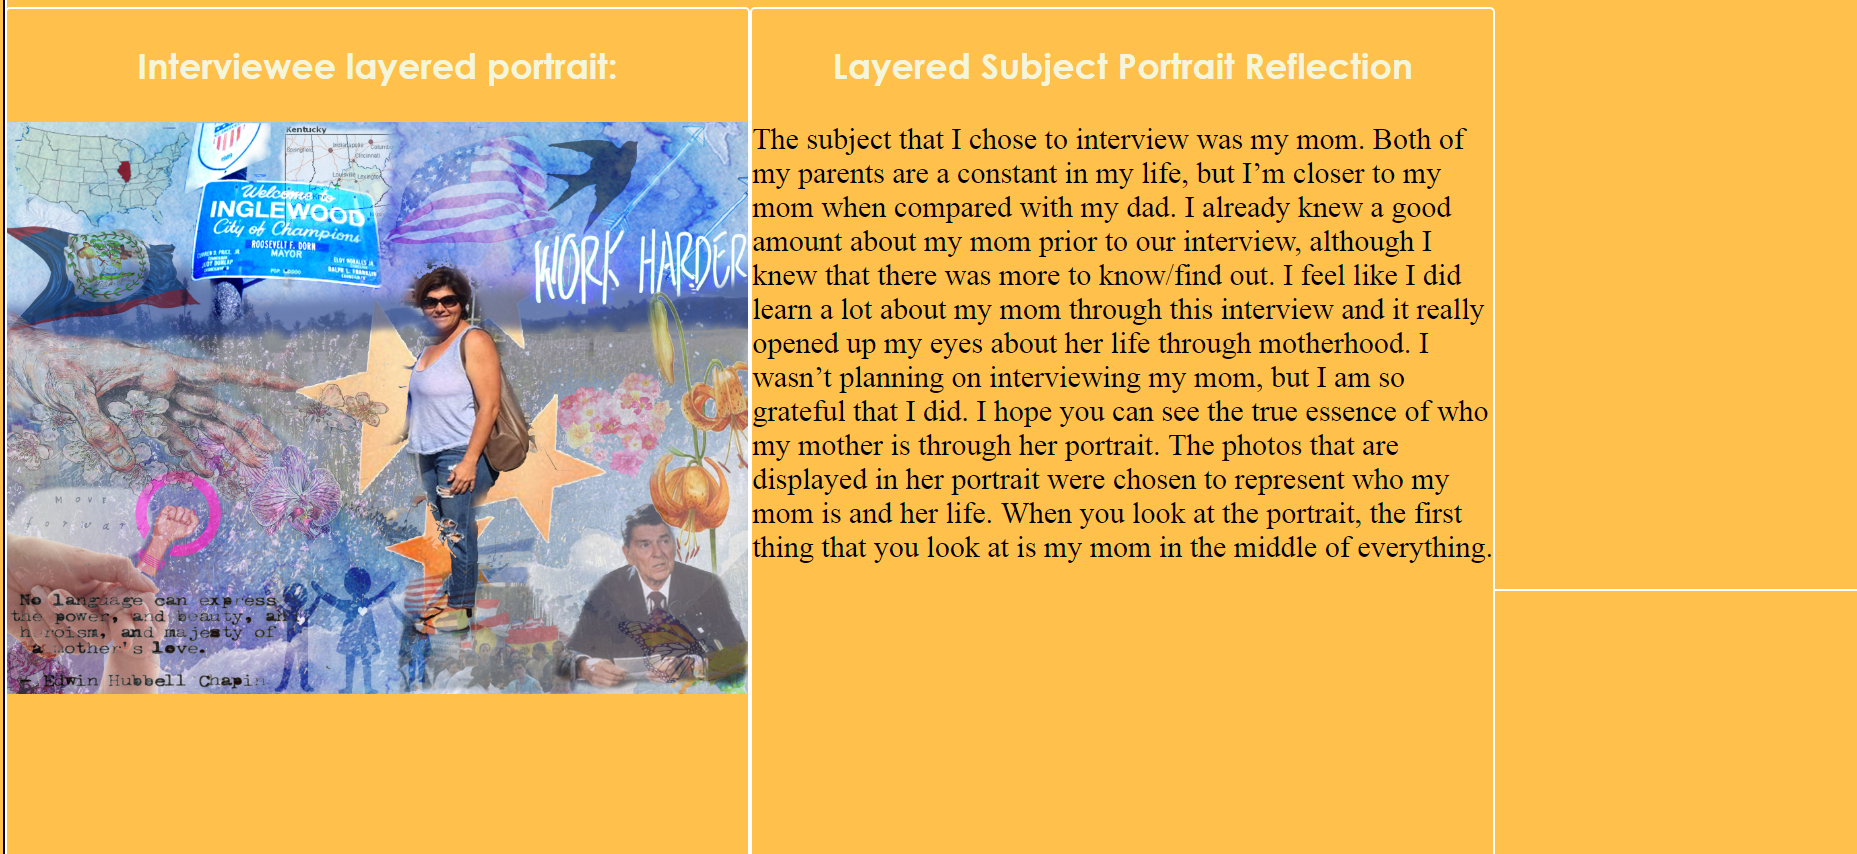 Interviewee layered portrait:
Kentucky
Welcome to
INGLEWOOD
City of Champions
ROOSEVELT F. DORN
MAYOR
WORK HARDER
MOVE
forward
No language can express
the power, and beauty, and
heroism, and majesty of
a mother's love.
- Edwin Hubbell Chapin
Layered Subject Portrait Reflection
The subject that I chose to interview was my mom. Both of
my parents are a constant in my life, but I’m closer to my
mom when compared with my dad. I already knew a good
amount about my mom prior to our interview, although I
knew that there was more to know/find out. I feel like I did
learn a lot about my mom through this interview and it really
opened up my eyes about her life through motherhood. I
wasn’t planning on interviewing my mom, but I am so
grateful that I did. I hope you can see the true essence of who
my mother is through her portrait. The photos that are
displayed in her portrait were chosen to represent who my
mom is and her life. When you look at the portrait, the first
thing that you look at is my mom in the middle of everything.